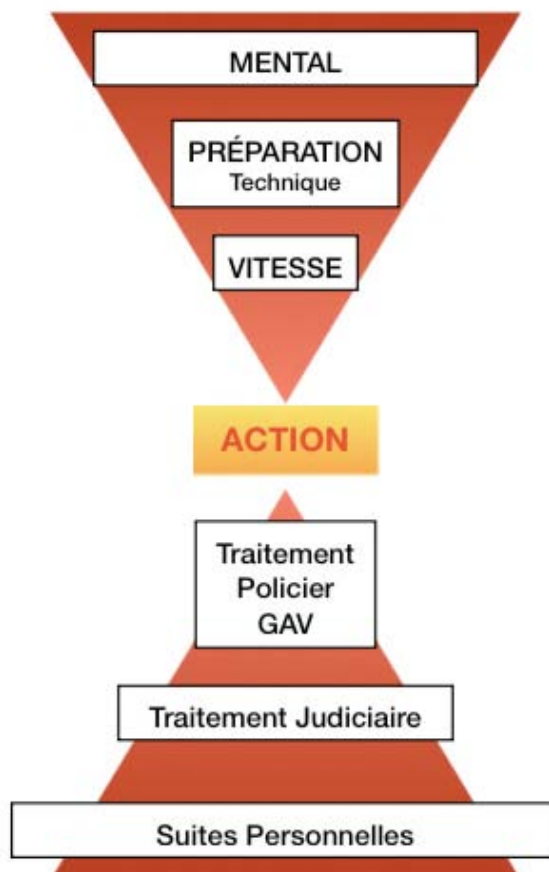 MENTAL
PRÉPARATION
Technique
VITESSE
ACTION
Traitement
Policier
GAV
Traitement Judiciaire
Suites Personnelles